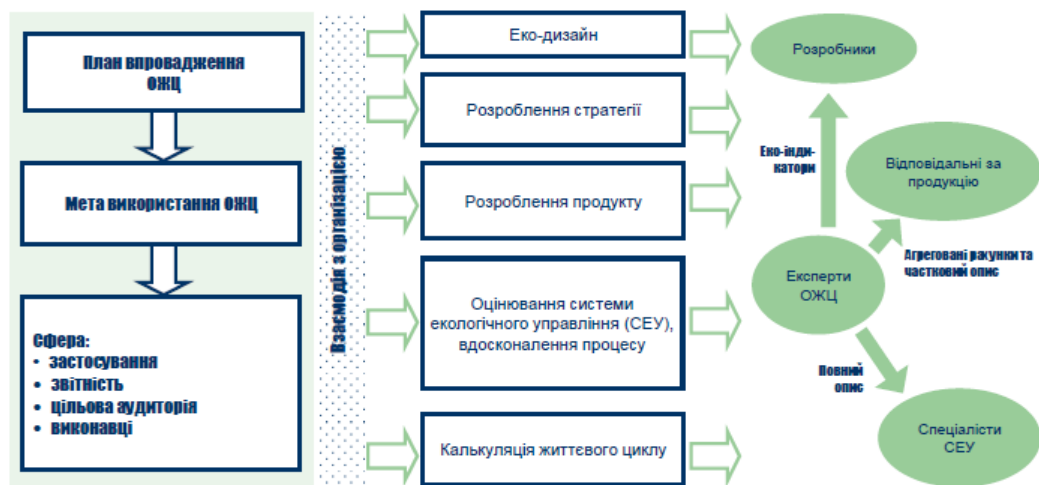 План впровадження
ОЖЦ
Мета використання ОЖЦ
Сфера:
• застосування
• звітність
• цільова аудиторія
• виконавці
Взаємодія з організацією
Еко-дизайн
Розроблення стратегії
Розроблення продукту
Оцінювання системи
екологічного управління (СЕУ),
вдосконалення процесу
Калькуляція життєвого циклу
Розробники
Еко-інди-
катори
Відповідальні за
продукцію
Агреговані рахунки та
частковий опис
Експерти
ОЖЦ
Повний
опис
Спеціалісти
СЕУ